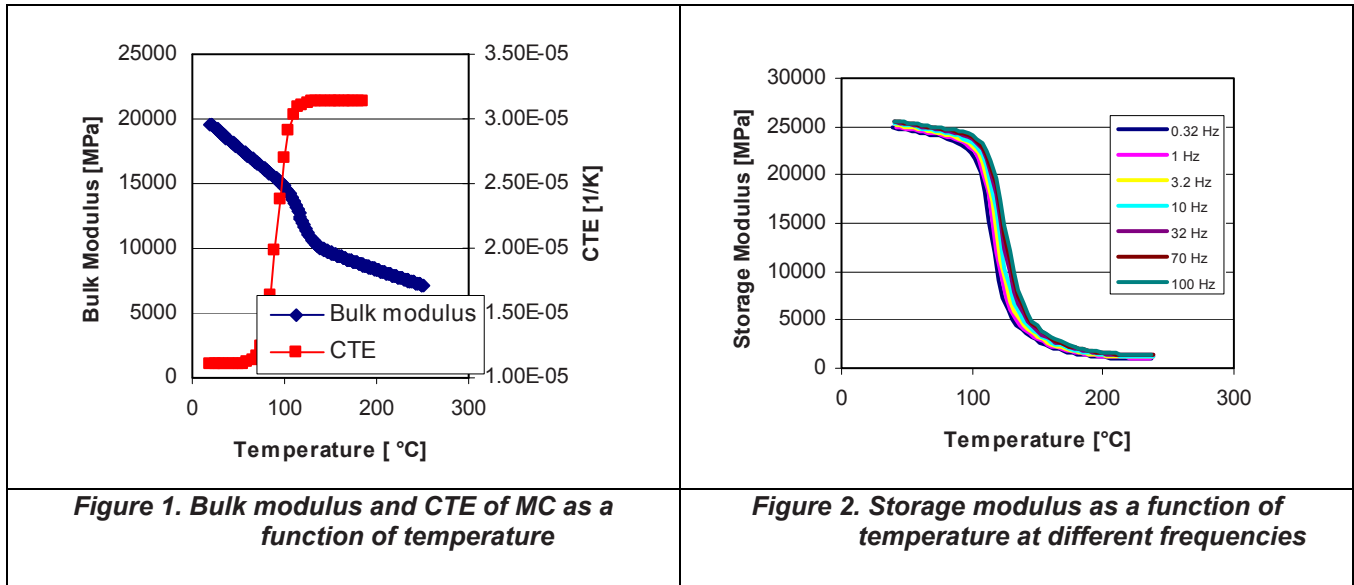 25000
20000
15000
10000
5000
0
Bulk Modulus [MPa]
3.50E-05
3.00E-05
2.50E-05
2.00E-05
1.50E-05
1.00E-05
CTE [1/K]
Bulk modulus
CTE
0 100 200 300
Temperature [ °C]
30000
25000
20000
15000
10000
5000
0
Storage Modulus [MPa]
0.32 Hz
1 Hz
3.2 Hz
10 Hz
32 Hz
70 Hz
100 Hz
0 100 200 300
Temperature [°C]
Figure 1. Bulk modulus and CTE of MC as a
function of temperature
Figure 2. Storage modulus as a function of
temperature at different frequencies